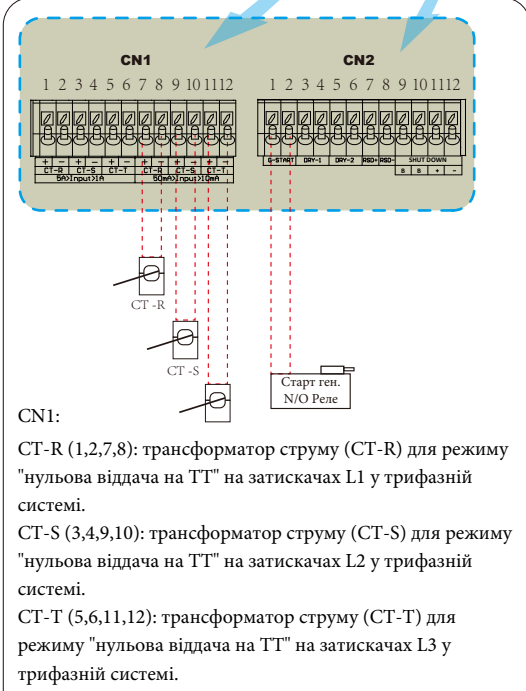 CN1 CN2
1 2 3 4 5 6 7 8 9 10 11 12 1 2 3 4 5 6 7 8 9 10 11 12
+ - + - + - + - + - + - G-START DRY-1 DRY-2 RSD+ RSD- SHUT DOWN
CT-R CT-S CT-T CT-R CT-S CT-T B B + -
5A>Input>1A 50mA>Input>10mA
CT -R
CT -S
Старт ген.
N/O Реле
CN1:
CT-R (1,2,7,8): трансформатор струму (CT-R) для режиму
"нульова віддача на ТТ" на затискачах L1 у трифазній
системі.
CT-S (3,4,9,10): трансформатор струму (CT-S) для режиму
"нульова віддача на ТТ" на затискачах L2 у трифазній
системі.
CT-T (5,6,11,12): трансформатор струму (CT-T) для
режиму "нульова віддача на ТТ" на затискачах L3 у
трифазній системі.